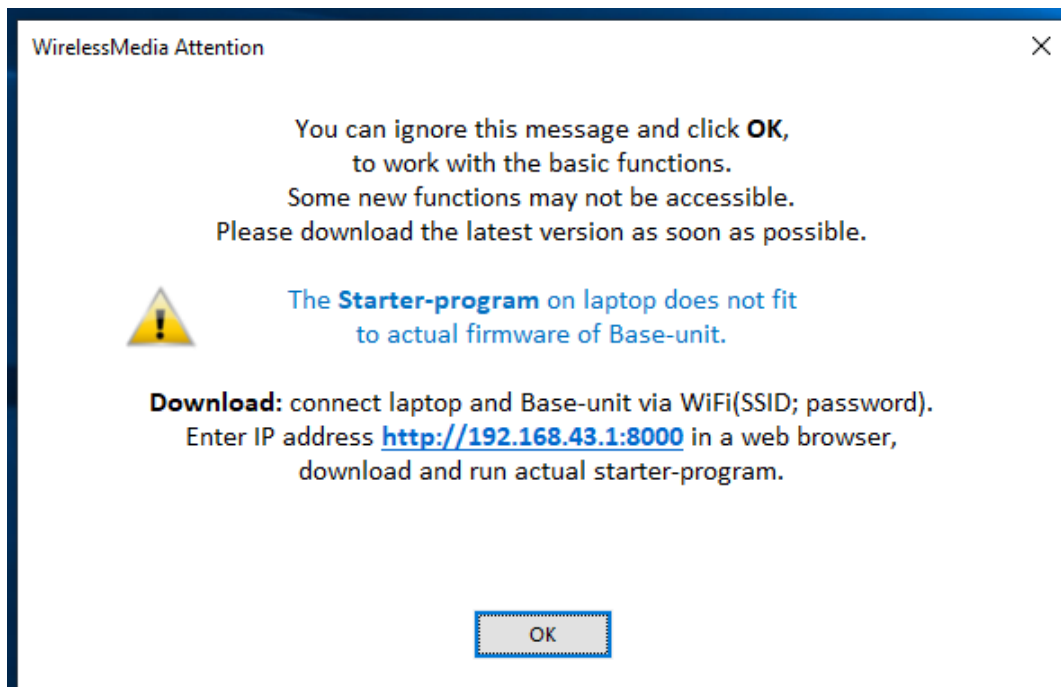 WirelessMedia Attention
You can ignore this message and click OK,
to work with the basic functions.
Some new functions may not be accessible.
Please download the latest version as soon as possible.
The Starter-program on laptop does not fit
to actual firmware of Base-unit.
Download: connect laptop and Base-unit via WiFi(SSID; password).
Enter IP address http://192.168.43.1:8000 in a web browser,
download and run actual starter-program.
OK